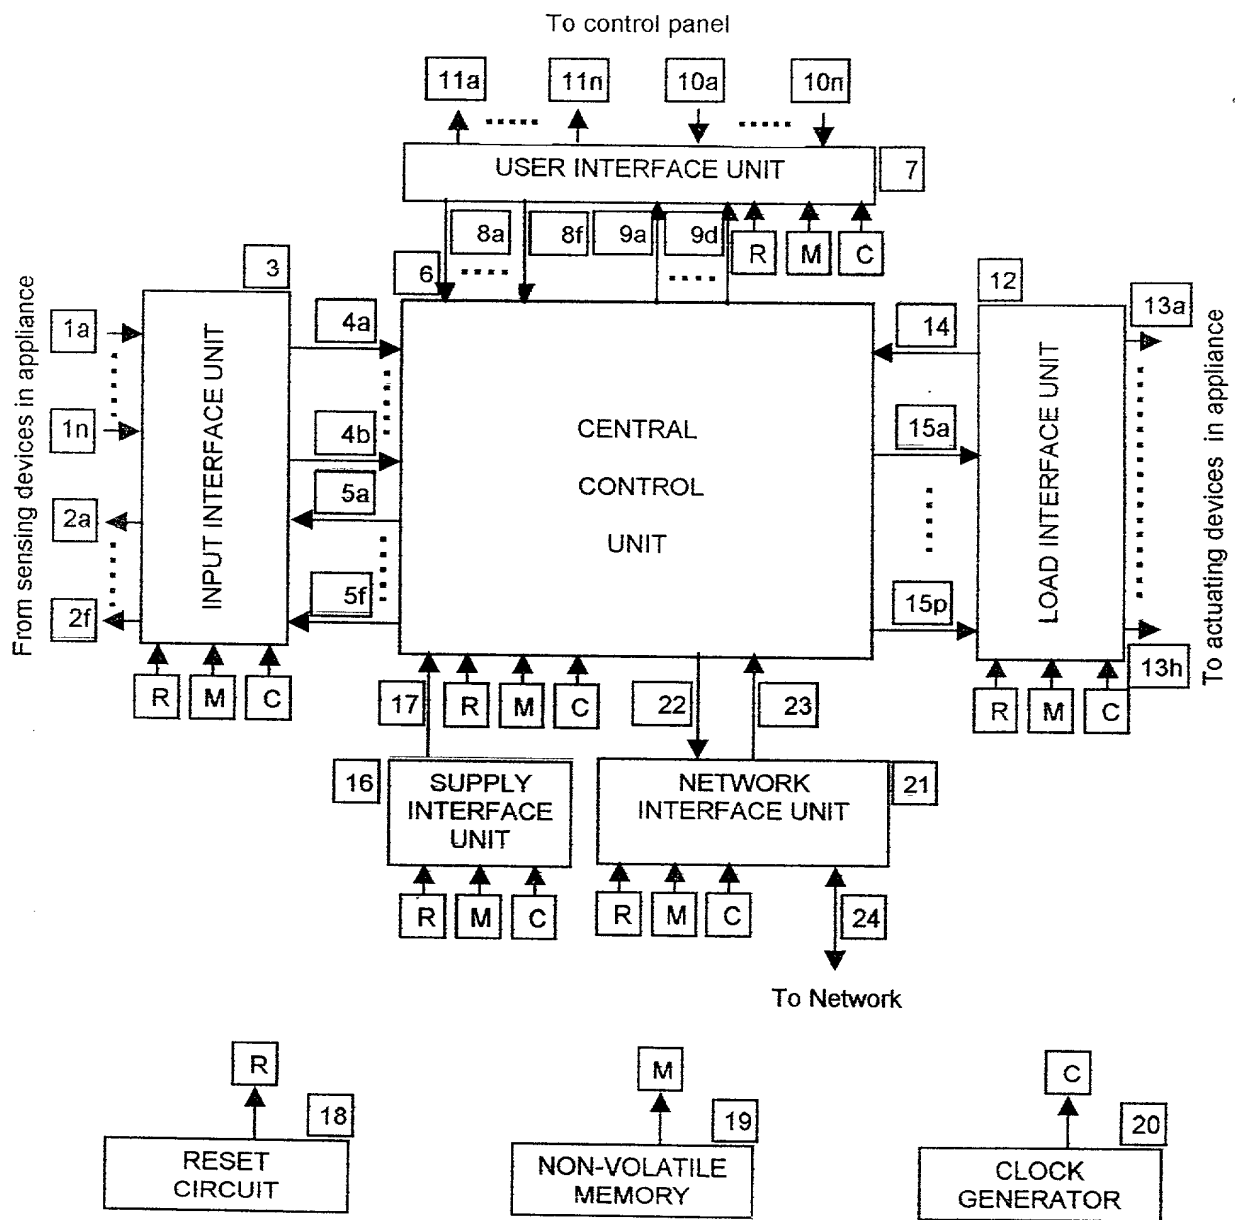 To control panel
11a 11n 10a 10n
USER INTERFACE UNIT 7
8a 8f 9a 9d R M C
3 6 12
1a 4a 14 13a
From sensing devices in appliance
INPUT INTERFACE UNIT
CENTRAL
CONTROL
UNIT
LOAD INTERFACE UNIT
To actuating devices in appliance
1n 4b 15a
2a 5a
2f 5f 15p
R M C 17 R M C 22 23 R M C 13h
16 SUPPLY
INTERFACE
UNIT
NETWORK
INTERFACE UNIT 21
R M C R M C 24
To Network
R M C
18 19 20
RESET
CIRCUIT
NON-VOLATILE
MEMORY
CLOCK
GENERATOR